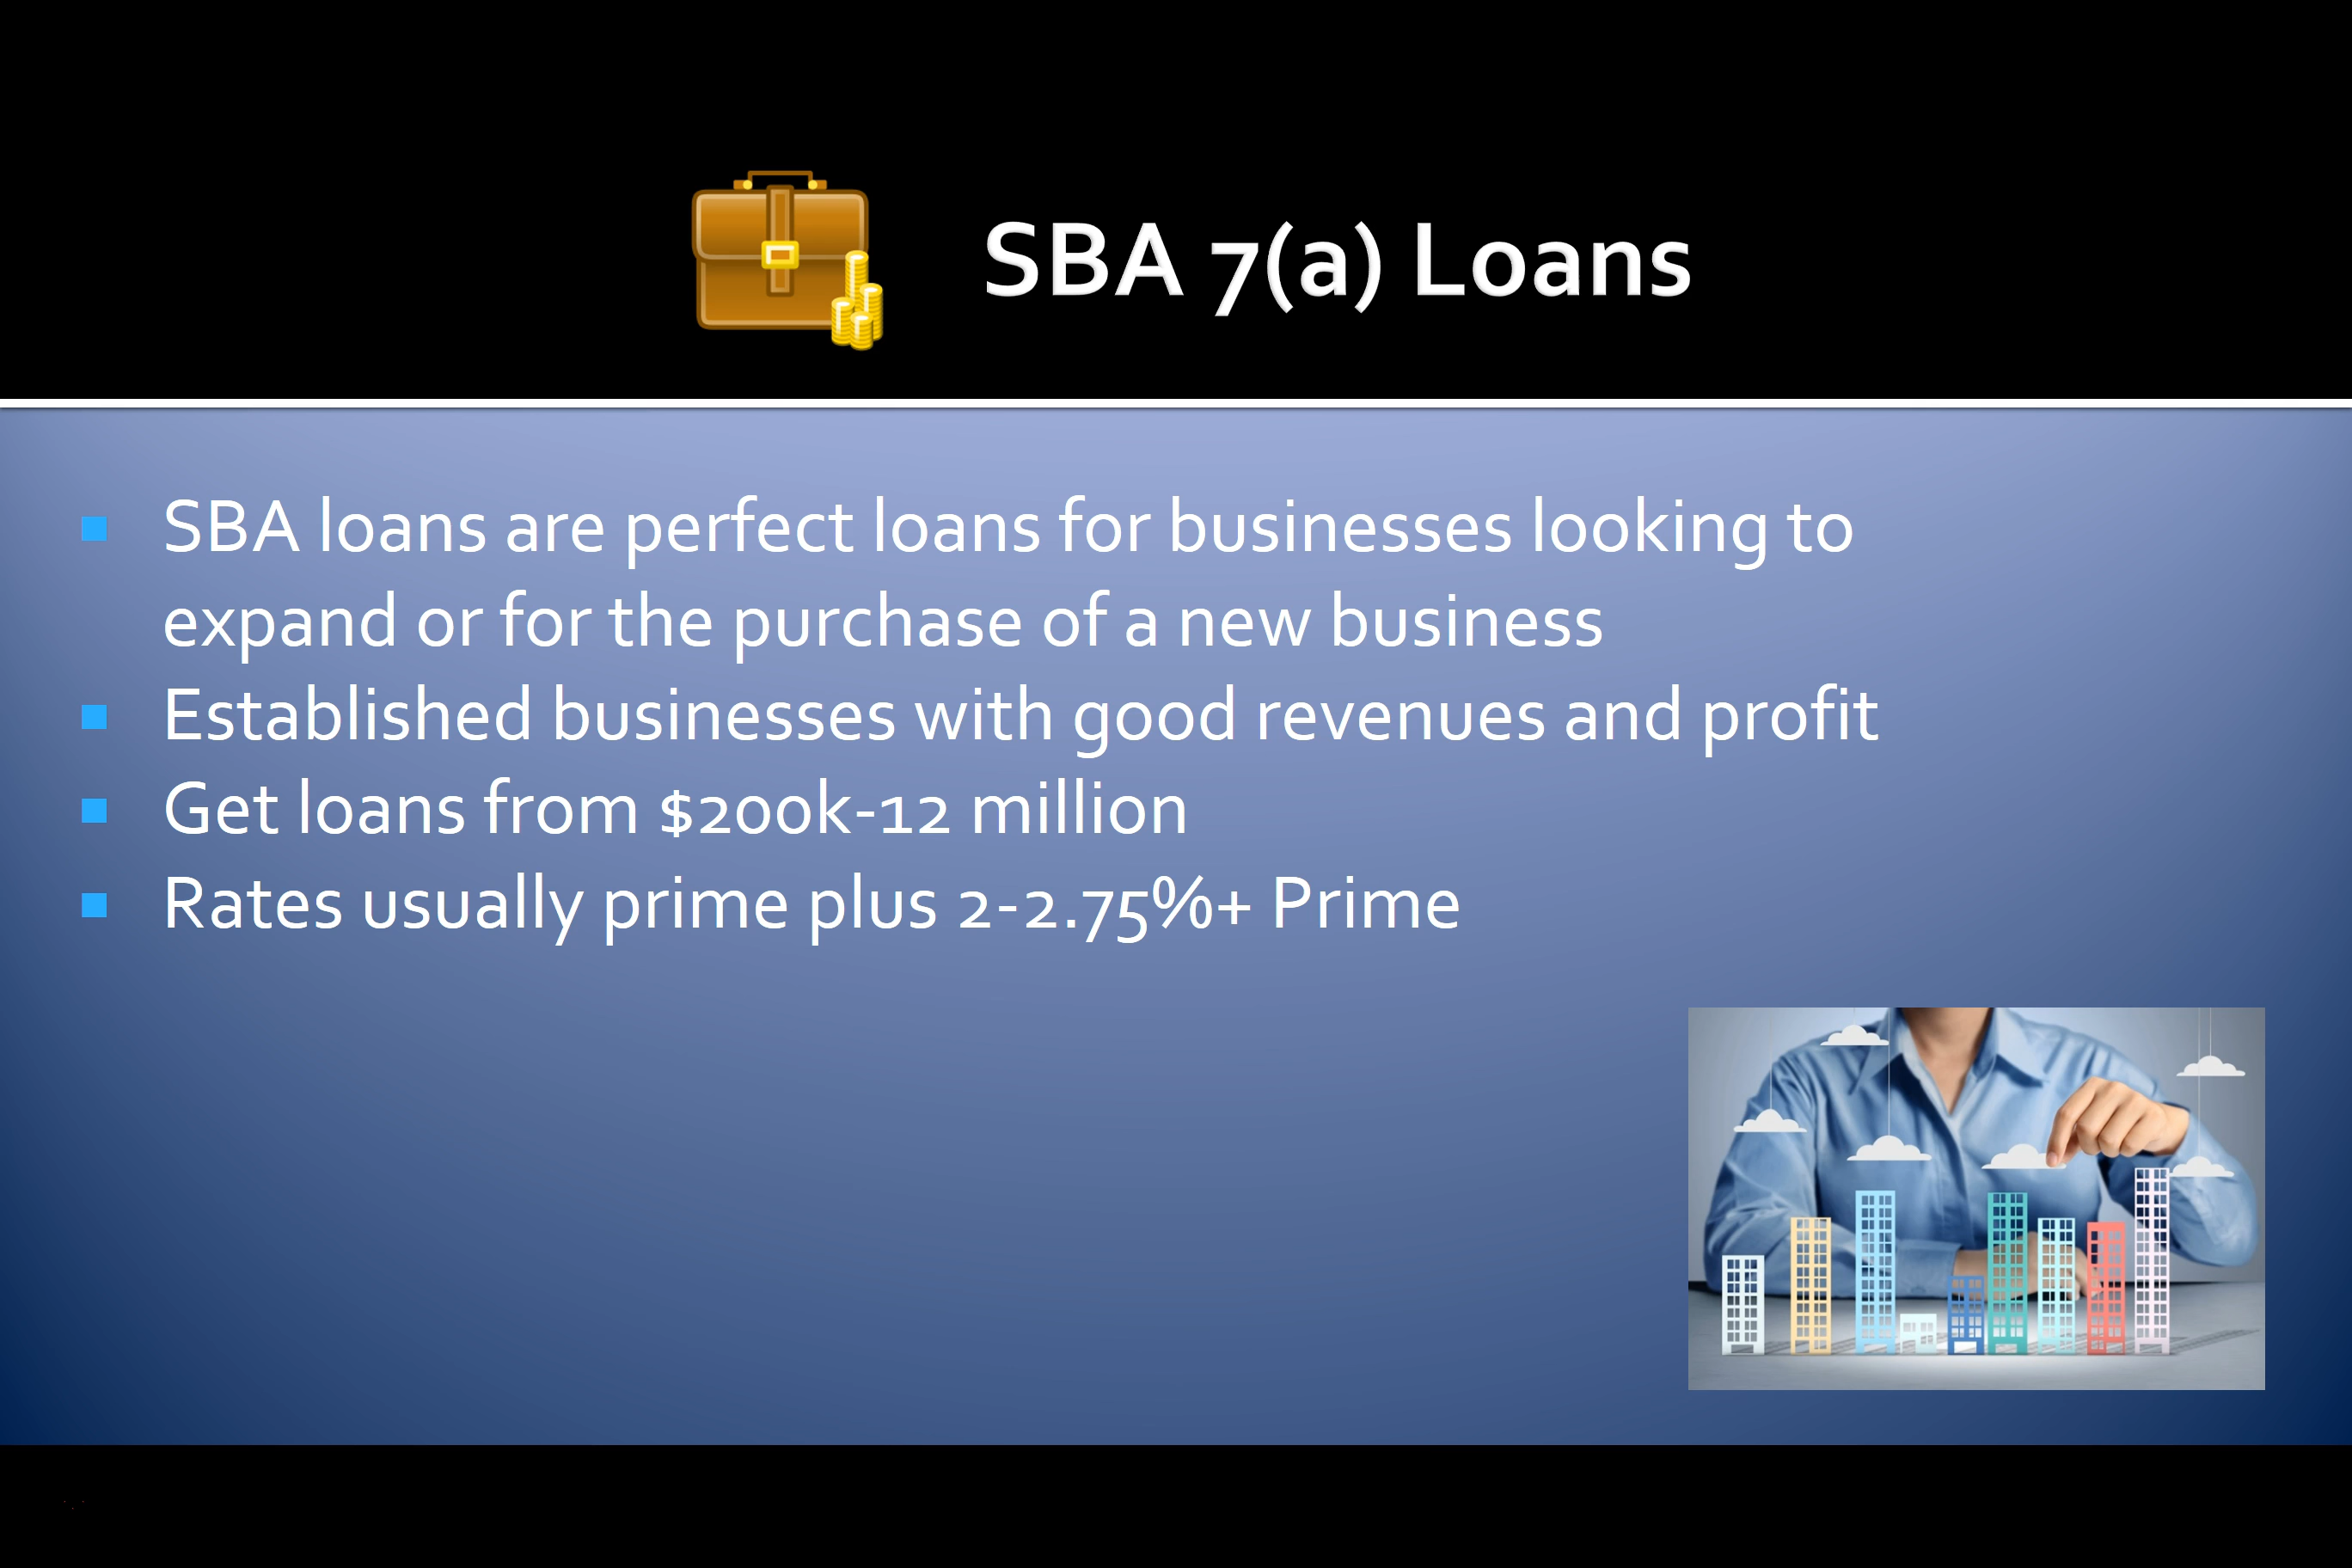 SBA 7(a) Loans
SBA loans are perfect loans for businesses looking to
expand or for the purchase of a new business
Established businesses with good revenues and profit
Get loans from $200k-12 million
Rates usually prime plus 2-2.75%+ Prime